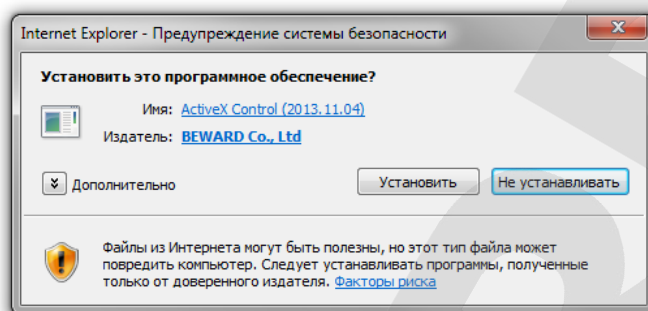 Internet Explorer - Предупреждение системы безопасности
Установить это программное обеспечение?
Имя: ActiveX Control (2013.11.04)
Издатель: BEWARD Co., Ltd
Дополнительно
Установить
Не устанавливать
Файлы из Интернета могут быть полезны, но этот тип файла может
повредить компьютер. Следует устанавливать программы, полученные
только от доверенного издателя. Факторы риска